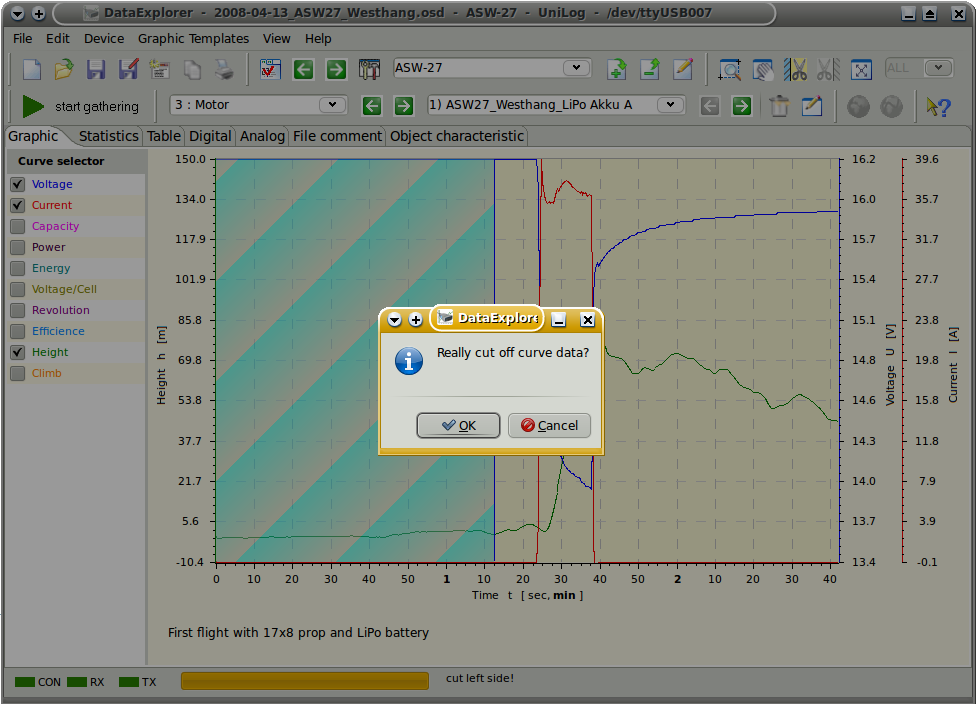 DataExplorer - 2008-04-13_ASW27_Westhang.osd - ASW-27 - UniLog - /dev/ttyUSB007
File Edit Device Graphic Templates View Help
ASW-27 ALL
start gathering 3 : Motor 1) ASW27_Westhang_LiPo Akku A
Graphic Statistics Table Digital Analog File comment Object characteristic
Curve selector
Voltage
Current
Capacity
Power
Energy
Voltage/Cell
Revolution
Efficience
Height
Climb
Height h [m]
150.0
134.0
117.9
101.9
85.8
69.8
53.8
37.7
21.7
5.6
-10.4
DataExplore
Really cut off curve data?
OK Cancel
16.2
16.0
15.7
15.4
15.1
14.8
14.6
14.3
14.0
13.7
13.4
Voltage U [V]
39.6
35.7
31.7
27.7
23.8
19.8
15.8
11.8
7.9
3.9
-0.1
Current I [A]
0 10 20 30 40 50 1 10 20 30 40 50 2 10 20 30 40
Time t [ sec, min ]
First flight with 17x8 prop and LiPo battery
CON RX TX cut left side!